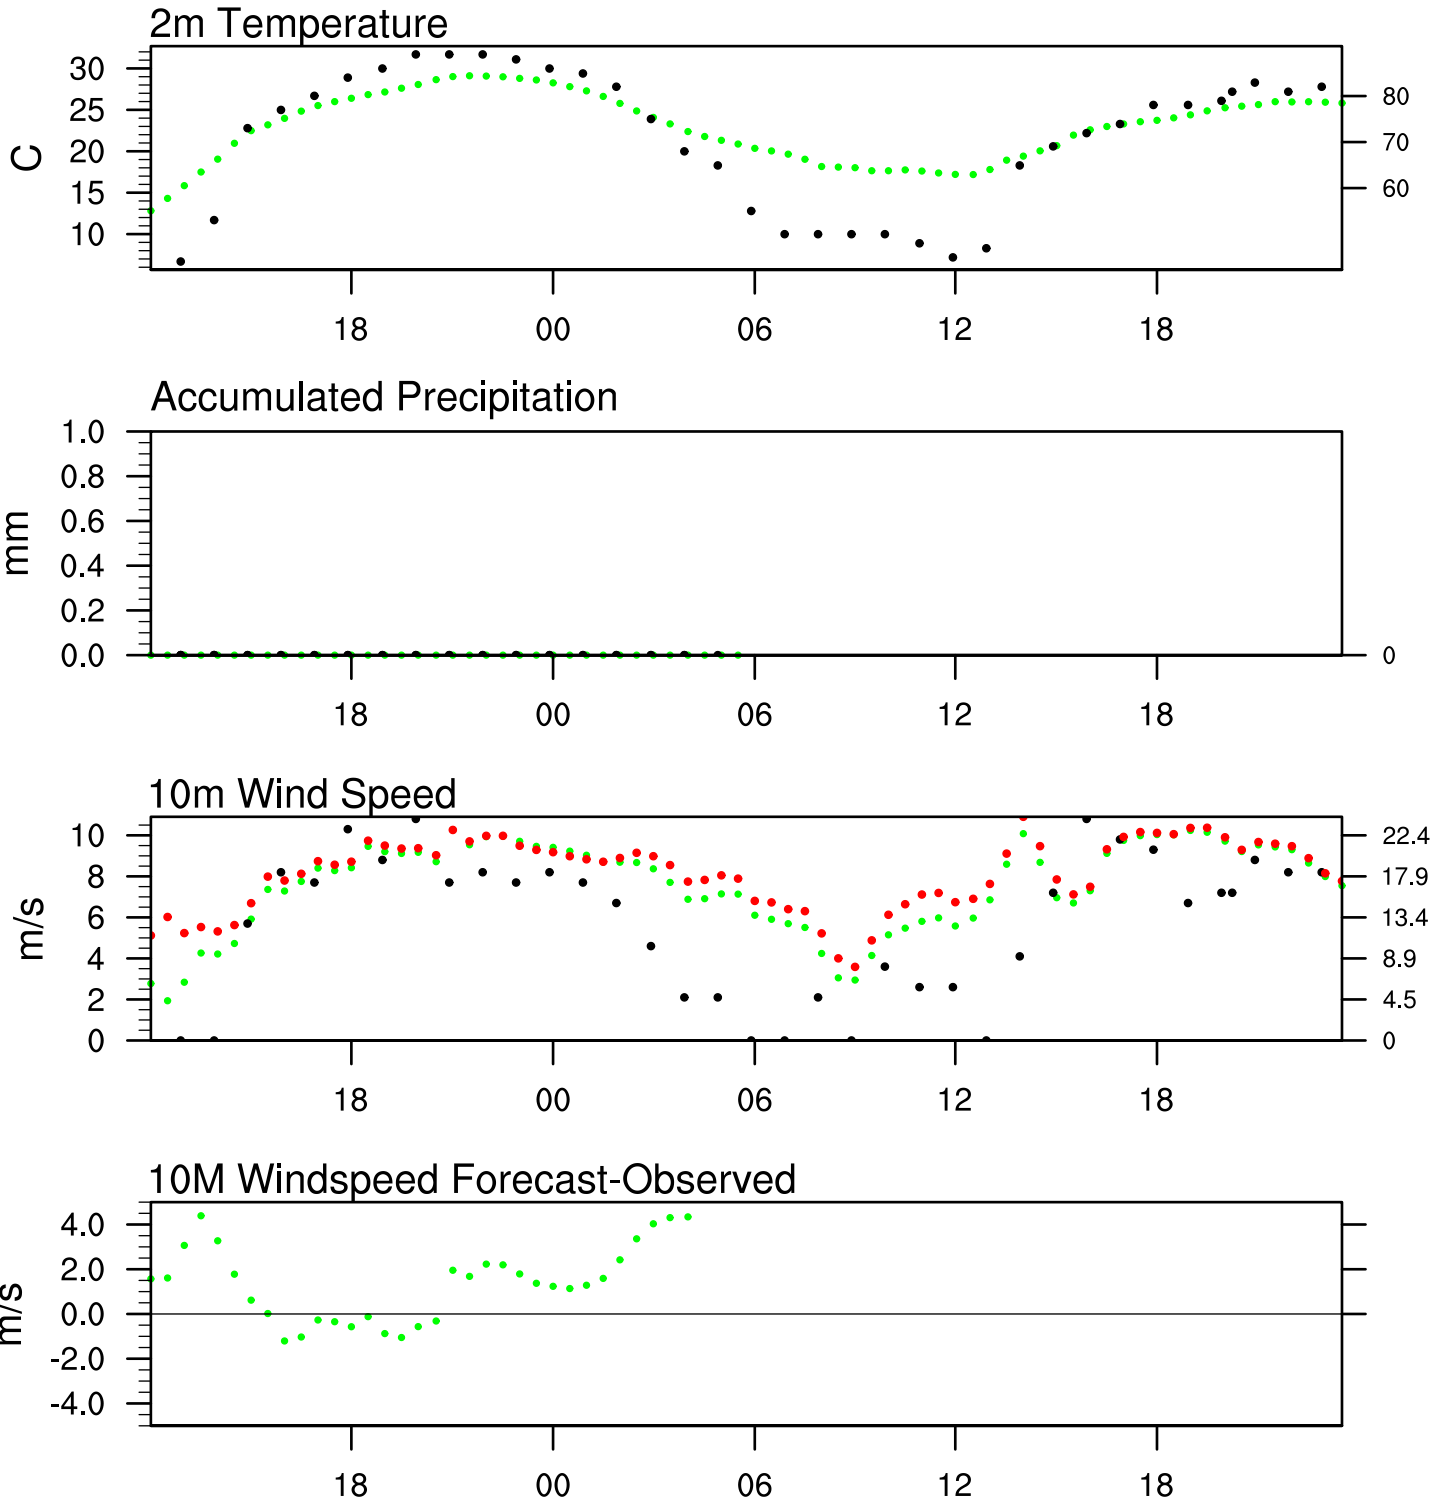 2m Temperature
30
25
20
15
10
C
80
70
60
18 00 06 12 18
Accumulated Precipitation
1.0
0.8
0.6
0.4
0.2
0.0
mm
0
18 00 06 12 18
10m Wind Speed
10
8
6
4
2
0
m/s
22.4
17.9
13.4
8.9
4.5
0
18 00 06 12 18
10M Windspeed Forecast-Observed
4.0
2.0
0.0
-2.0
-4.0
m/s
18 00 06 12 18